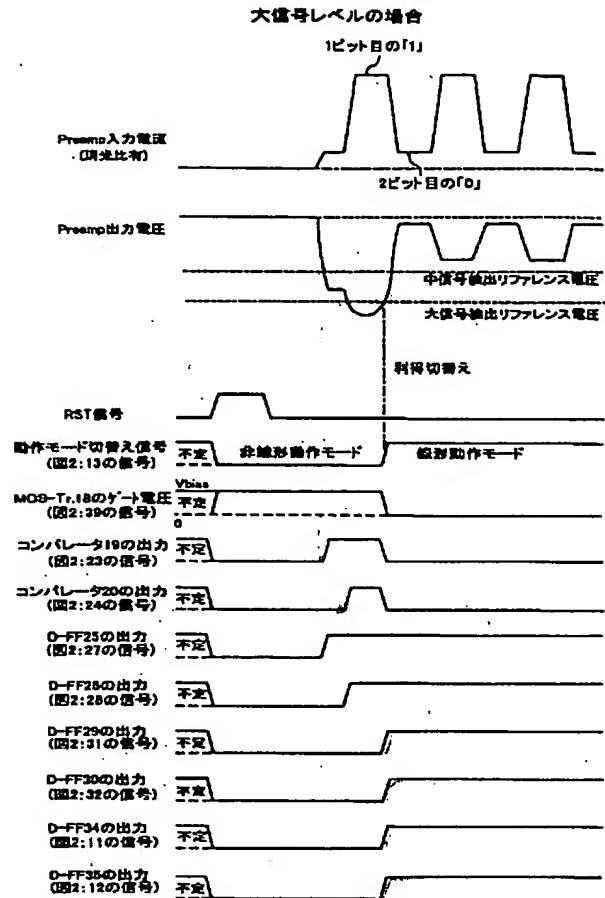 大信号レベルの場合
1ビット目の「1」
Preamp入力電流
(消光比有)
2ビット目の「0」
Preamp出力電圧
中信号検出リファレンス電圧
大信号検出リファレンス電圧
利得切替え
RST信号
動作モード切替え信号
(図2:13の信号)
不定
非線形動作モード
線形動作モード
Vbias
MOS-Tr.18のゲート電圧
(図2:39の信号)
不定
0
コンパレータ19の出力
(図2:23の信号)
不定
コンパレータ20の出力
(図2:24の信号)
不定
D-FF25の出力
(図2:27の信号)
不定
D-FF26の出力
(図2:28の信号)
不定
D-FF29の出力
(図2:31の信号)
不定
D-FF30の出力
(図2:32の信号)
不定
D-FF34の出力
(図2:11の信号)
不定
D-FF35の出力
(図2:12の信号)
不定